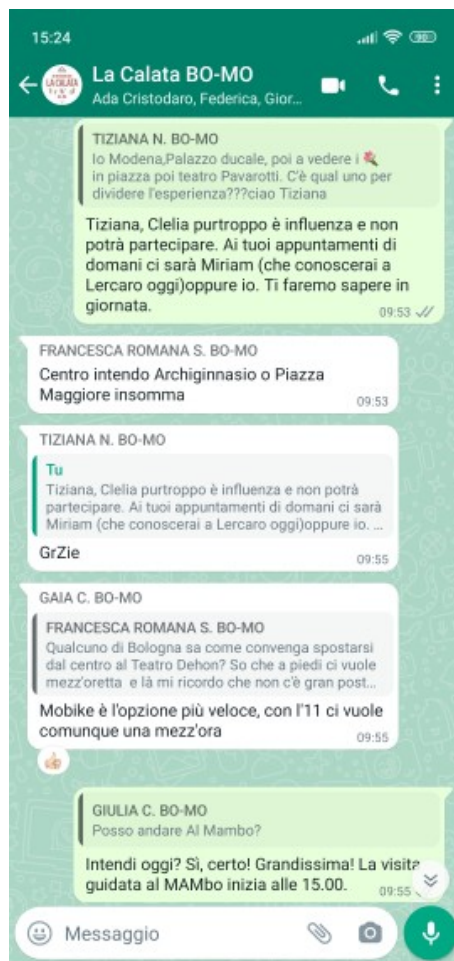 15:24
La Calata BO-MO
Ada Cristodaro, Federica, Gior...
TIZIANA N. BO-MO
Io Modena,Palazzo ducale, poi a vedere i
in piazza poi teatro Pavarotti. C'è qual uno per
dividere l'esperienza???ciao Tiziana
Tiziana, Clelia purtroppo è influenza e non
potrà partecipare. Ai tuoi appuntamenti di
domani ci sarà Miriam (che conoscerai a
Lercaro oggi)oppure io. Ti faremo sapere in
giornata.
09:53
FRANCESCA ROMANA S. BO-MO
Centro intendo Archiginnasio o Piazza
Maggiore insomma
09:53
TIZIANA N. BO-MO
Tu
Tiziana, Clelia purtroppo è influenza e non potrà
partecipare. Ai tuoi appuntamenti di domani ci sarà
Miriam (che conoscerai a Lercaro oggi)oppure io. ...
GrZie
09:55
GAIA C. BO-MO
FRANCESCA ROMANA S. BO-MO
Qualcuno di Bologna sa come convenga spostarsi
dal centro al Teatro Dehon? So che a piedi ci vuole
mezz'oretta e là mi ricordo che non c'è gran post...
Mobike è l'opzione più veloce, con l'11 ci vuole
comunque una mezz'ora
09:55
GIULIA C. BO-MO
Posso andare Al Mambo?
Intendi oggi? Sì, certo! Grandissima! La visita
guidata al MAMbo inizia alle 15.00.
09:55
Messaggio